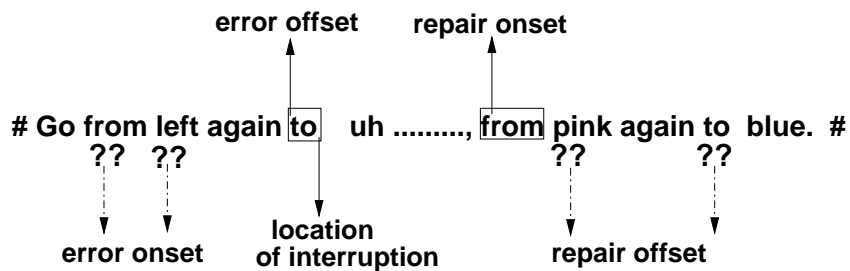 error offset repair onset
# Go from left again to uh ........., from pink again to blue. #
?? ?? ?? ??
error onset location of interruption repair offset